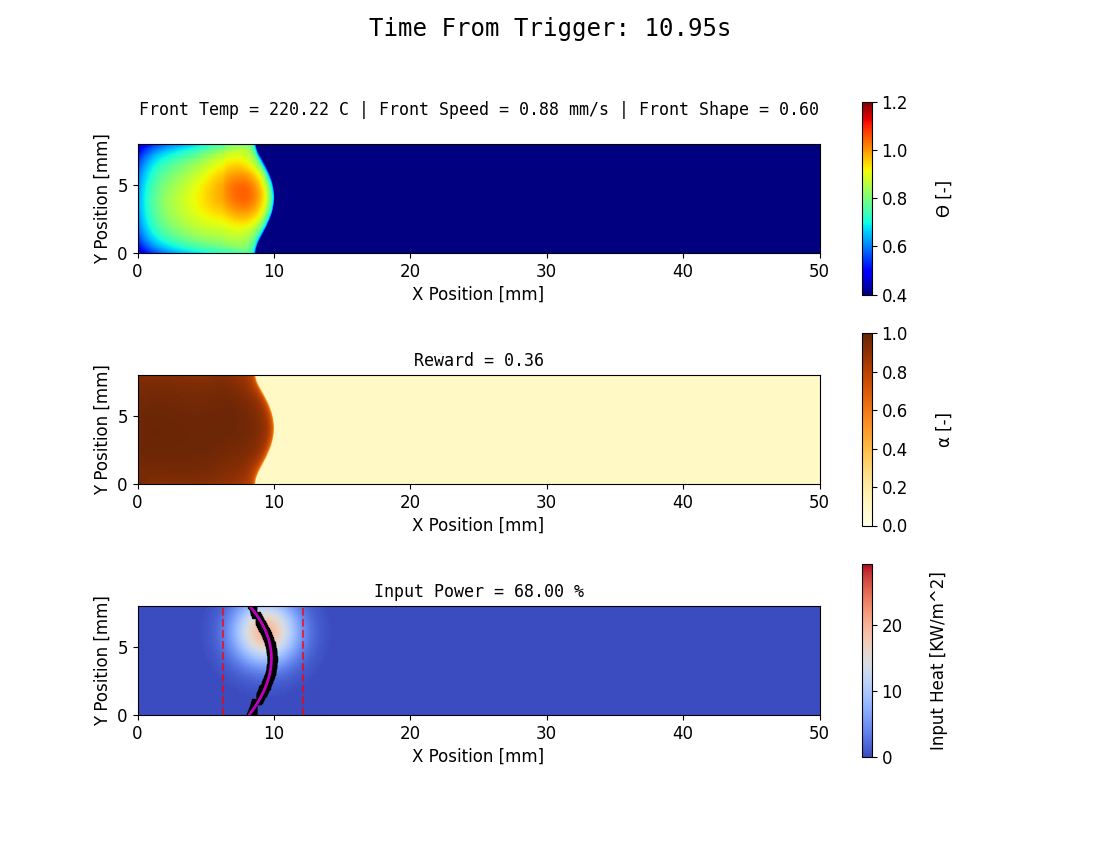 Time From Trigger: 10.95s
Front Temp = 220.22 C | Front Speed = 0.88 mm/s | Front Shape = 0.60
Y Position [mm]
5
0
0 10 20 30 40 50
X Position [mm]
1.2
1.0
0.8
0.6
0.4
Θ [-]
Reward = 0.36
Y Position [mm]
5
0
0 10 20 30 40 50
X Position [mm]
1.0
0.8
0.6
0.4
0.2
0.0
α [-]
Input Power = 68.00 %
Y Position [mm]
5
0
0 10 20 30 40 50
X Position [mm]
20
10
0
Input Heat [KW/m^2]